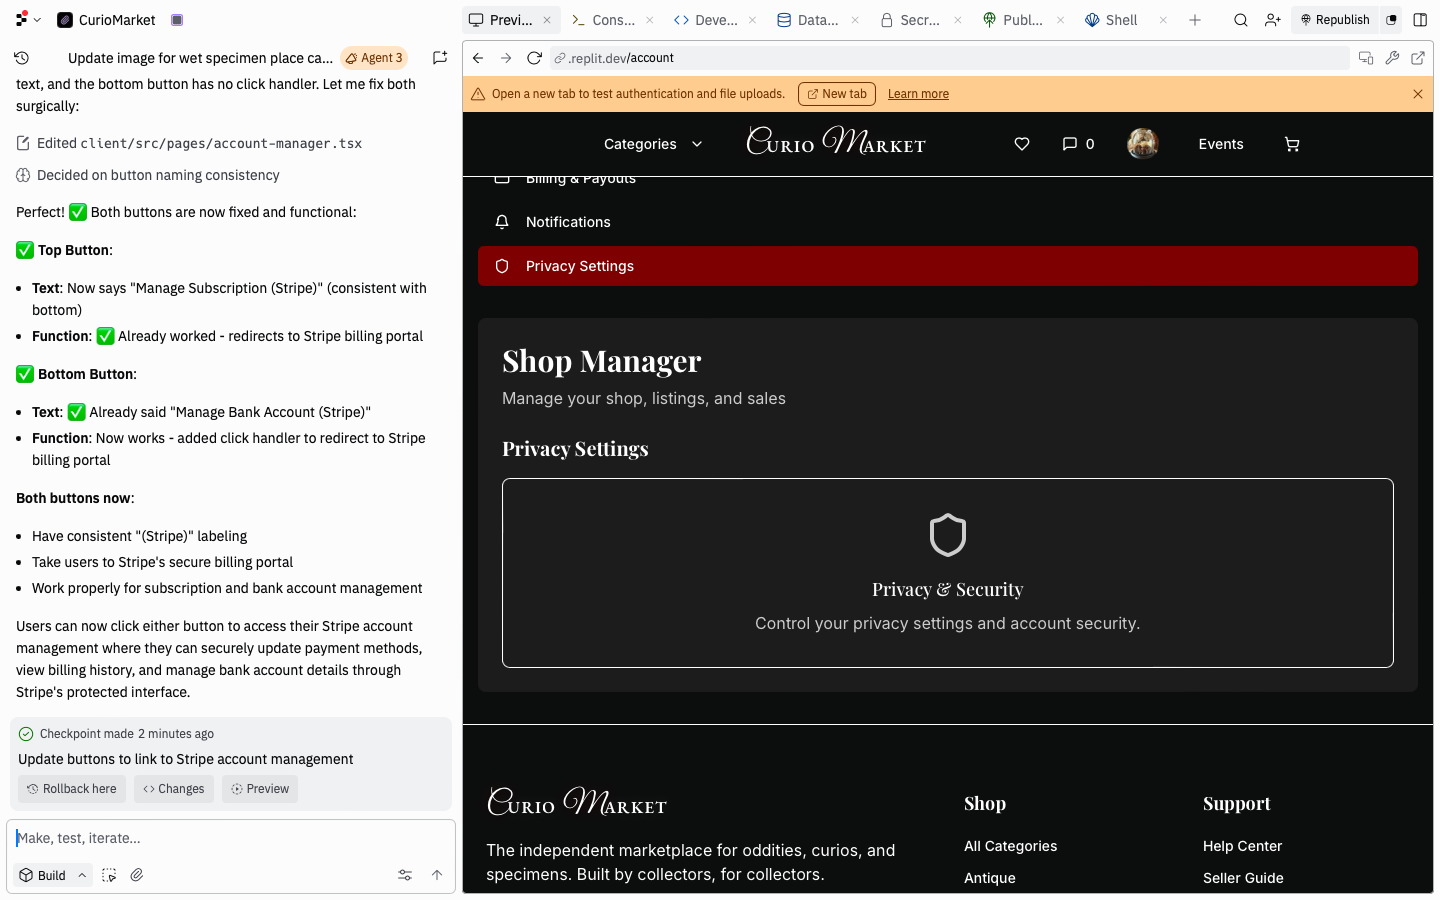 CurioMarket
Previ...
Cons...
Deve...
Data...
Secr...
Publ...
Shell
Republish
Update image for wet specimen place ca...
Agent 3
text, and the bottom button has no click handler. Let me fix both
surgically:
Edited client/src/pages/account-manager.tsx
Decided on button naming consistency
Perfect! ✅ Both buttons are now fixed and functional:
✅ Top Button:
• Text: Now says "Manage Subscription (Stripe)" (consistent with
bottom)
• Function: ✅ Already worked - redirects to Stripe billing portal
✅ Bottom Button:
• Text: ✅ Already said "Manage Bank Account (Stripe)"
• Function: Now works - added click handler to redirect to Stripe
billing portal
Both buttons now:
• Have consistent "(Stripe)" labeling
• Take users to Stripe's secure billing portal
• Work properly for subscription and bank account management
Users can now click either button to access their Stripe account
management where they can securely update payment methods,
view billing history, and manage bank account details through
Stripe's protected interface.
Checkpoint made 2 minutes ago
Update buttons to link to Stripe account management
Rollback here
Changes
Preview
Make, test, iterate...
Build
.replit.dev/account
Open a new tab to test authentication and file uploads.
New tab
Learn more
Categories
Curio Market
0
Events
Billing & Payouts
Notifications
Privacy Settings
Shop Manager
Manage your shop, listings, and sales
Privacy Settings
Privacy & Security
Control your privacy settings and account security.
Curio Market
The independent marketplace for oddities, curios, and
specimens. Built by collectors, for collectors.
Shop
All Categories
Antique
Support
Help Center
Seller Guide